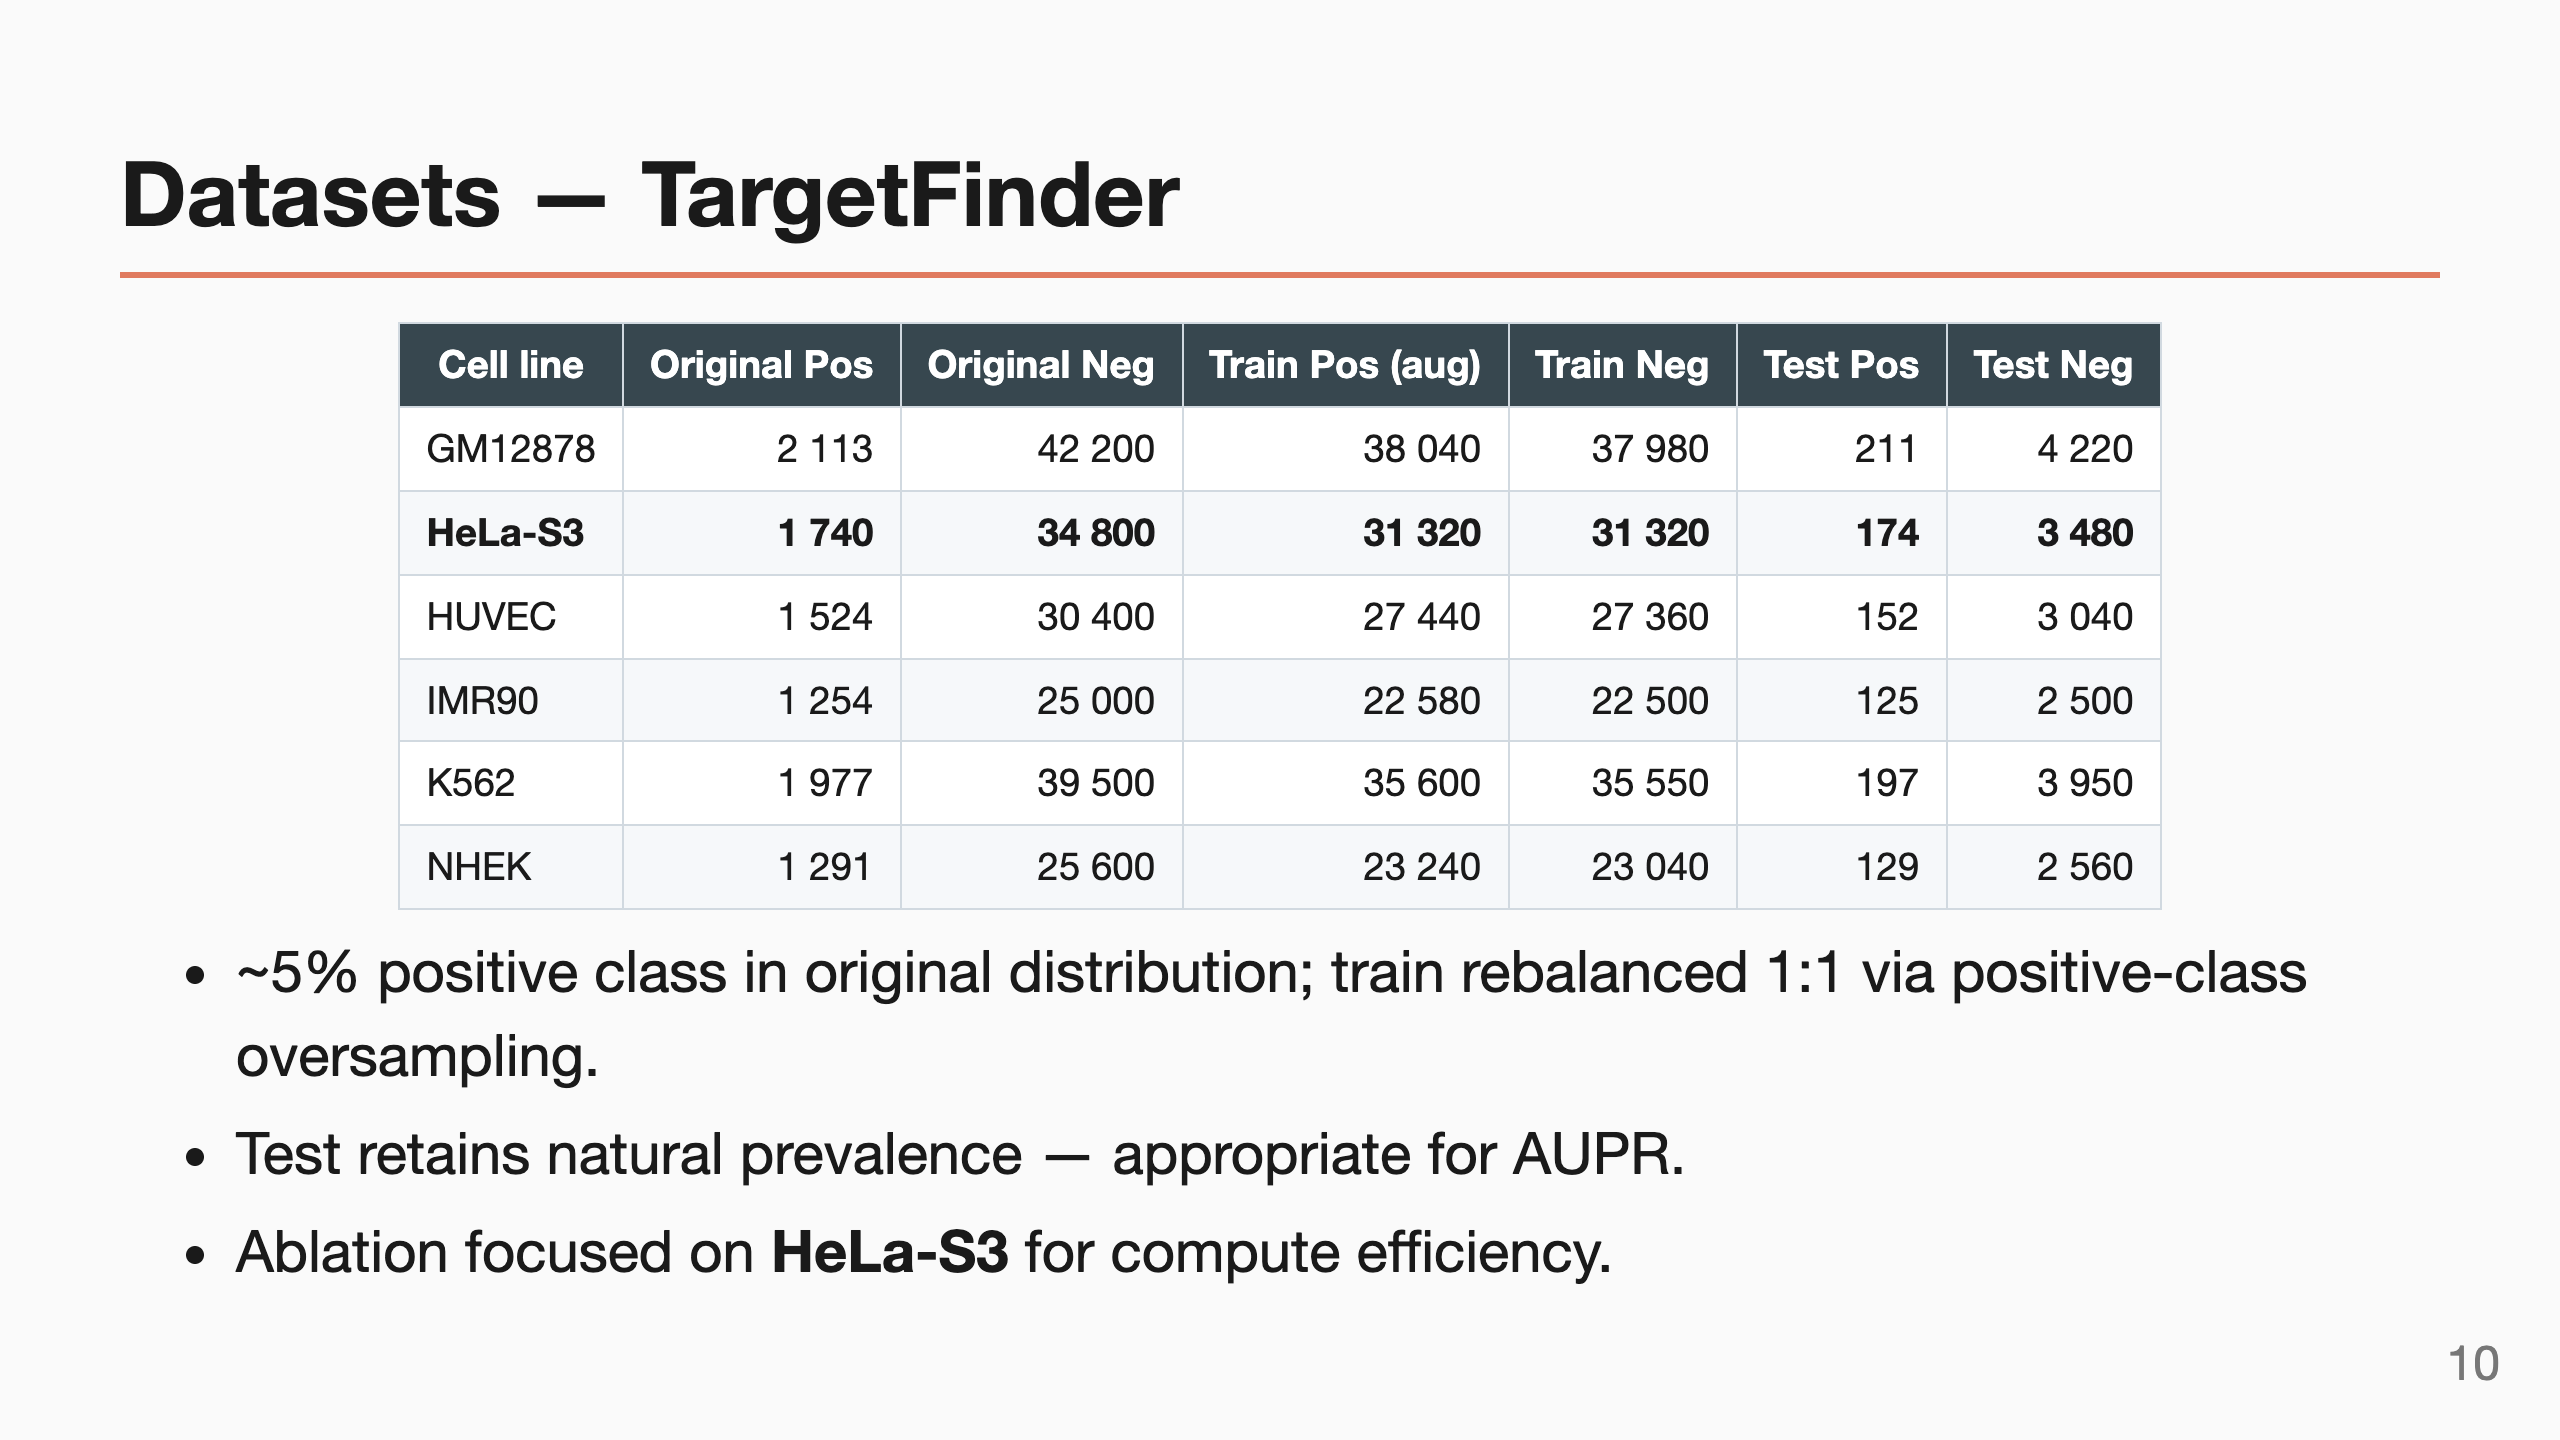 Datasets — TargetFinder
Cell line Original Pos Original Neg Train Pos (aug) Train Neg Test Pos Test Neg
GM12878 2 113 42 200 38 040 37 980 211 4 220
HeLa-S3 1 740 34 800 31 320 31 320 174 3 480
HUVEC 1 524 30 400 27 440 27 360 152 3 040
IMR90 1 254 25 000 22 580 22 500 125 2 500
K562 1 977 39 500 35 600 35 550 197 3 950
NHEK 1 291 25 600 23 240 23 040 129 2 560
• ~5% positive class in original distribution; train rebalanced 1:1 via positive-class
oversampling.
• Test retains natural prevalence — appropriate for AUPR.
• Ablation focused on HeLa-S3 for compute efficiency.
10